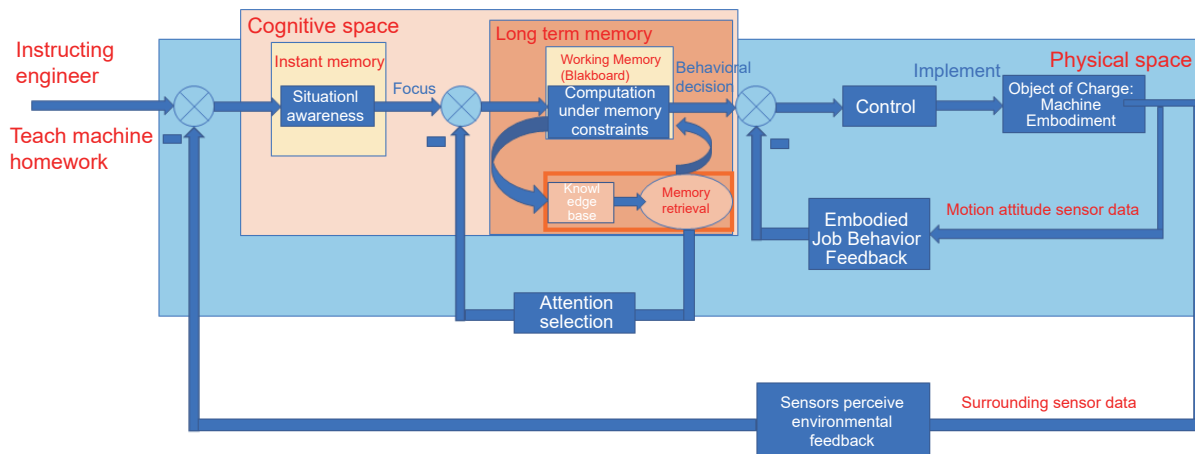 Cognitive space
Long term memory
Physical space
Instructing
engineer
Instant memory
Working Memory
(Blakboard)
Behavioral
decision
Implement
Situationl
awareness
Focus
Computation
under memory
constraints
Control
Object of Charge:
Machine
Embodiment
Teach machine
homework
Knowl
edge
base
Memory
retrieval
Embodied
Job Behavior
Feedback
Motion attitude sensor data
Attention
selection
Sensors perceive
environmental
feedback
Surrounding sensor data